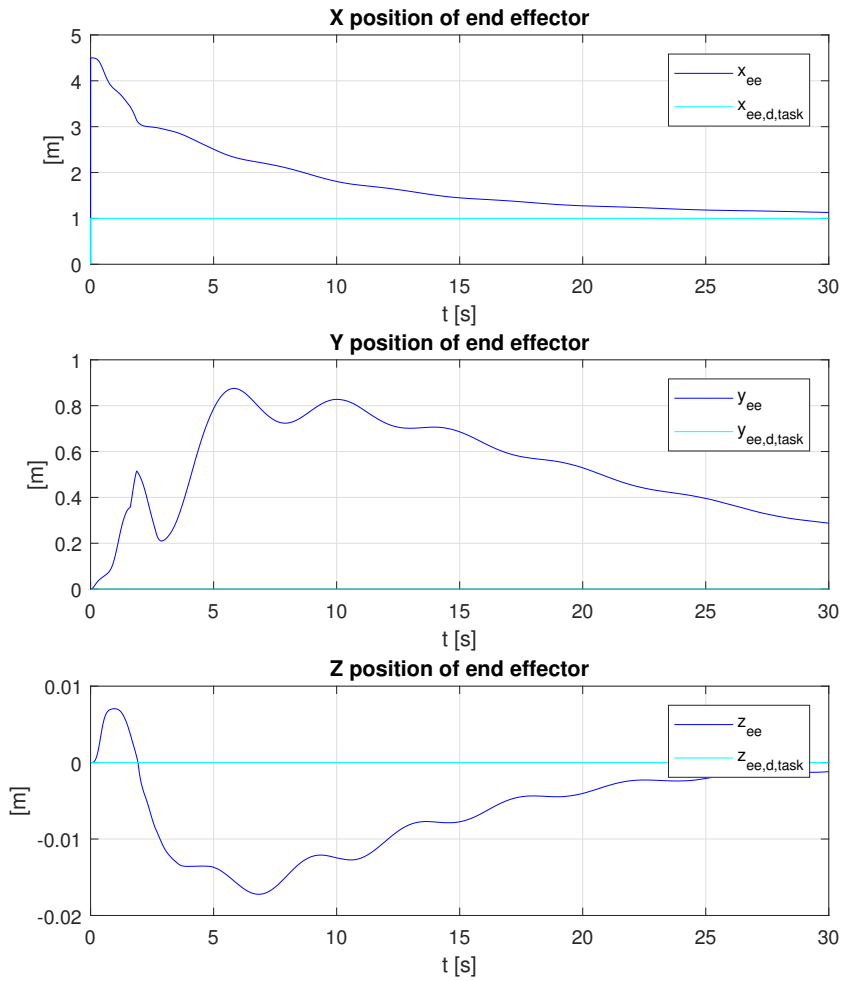 X position of end effector
5
4
3
2
1
0
[m]
x_ee
x_ee,d,task
0 5 10 15 20 25 30
t [s]
Y position of end effector
1
0.8
0.6
0.4
0.2
0
[m]
y_ee
y_ee,d,task
0 5 10 15 20 25 30
t [s]
Z position of end effector
0.01
0
-0.01
-0.02
[m]
z_ee
z_ee,d,task
0 5 10 15 20 25 30
t [s]